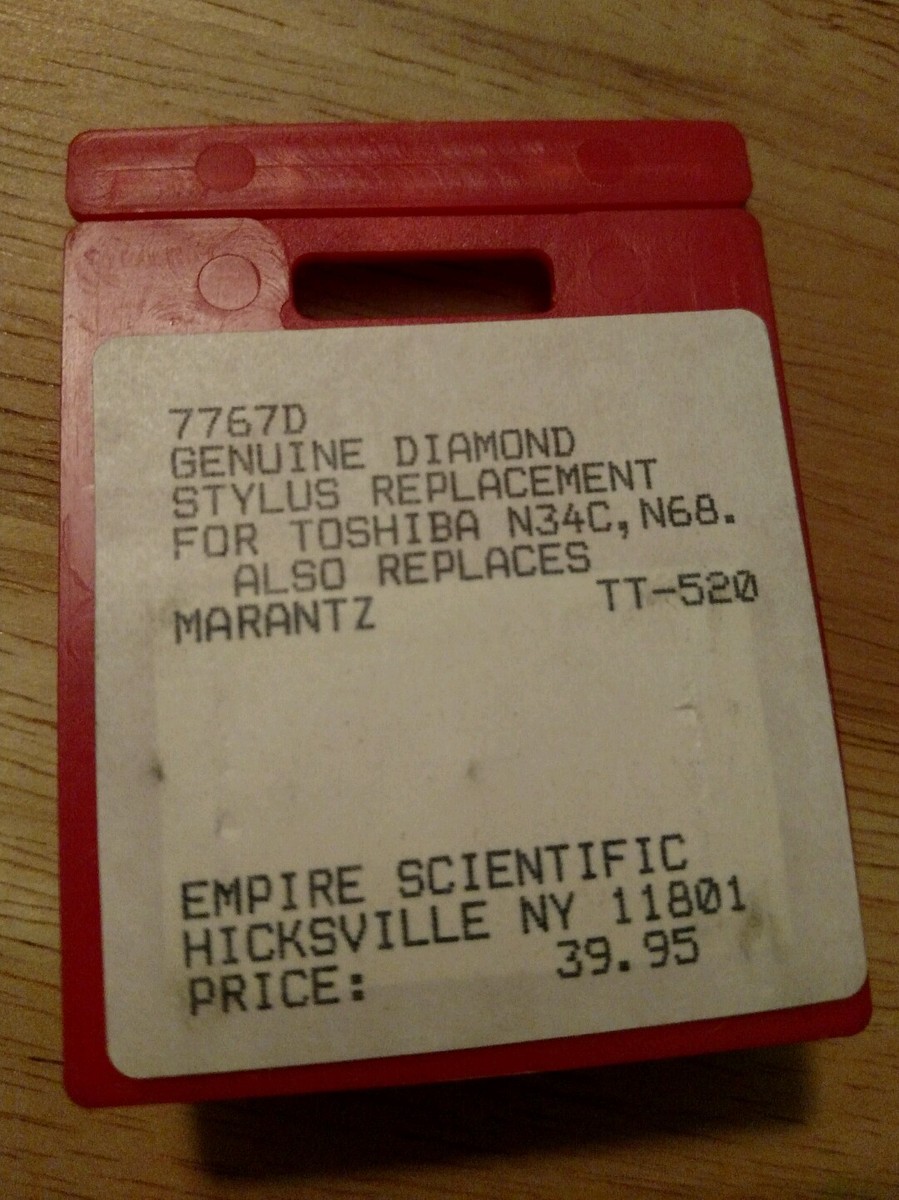 7767D
GENUINE DIAMOND
STYLUS REPLACEMENT
FOR TOSHIBA N34C,N68.
ALSO REPLACES
MARANTZ TT-520
EMPIRE SCIENTIFIC
HICKSVILLE NY 11801
PRICE: 39.95